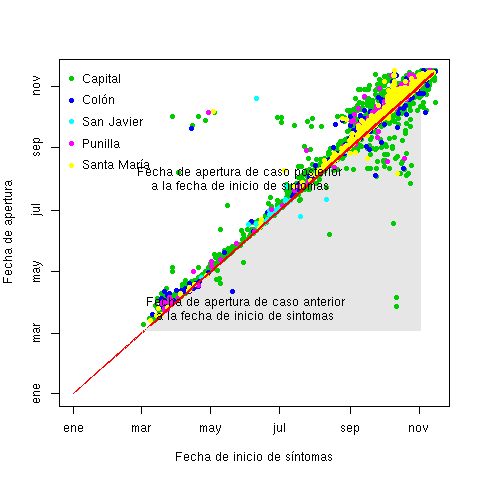 Capital
Colón
San Javier
Punilla
Santa María
Fecha de apertura de caso posterior
a la fecha de inicio de síntomas
Fecha de apertura de caso anterior
a la fecha de inicio de sintomas
Fecha de apertura
ene
mar
may
jul
sep
nov
ene
mar
may
jul
sep
nov
Fecha de inicio de síntomas